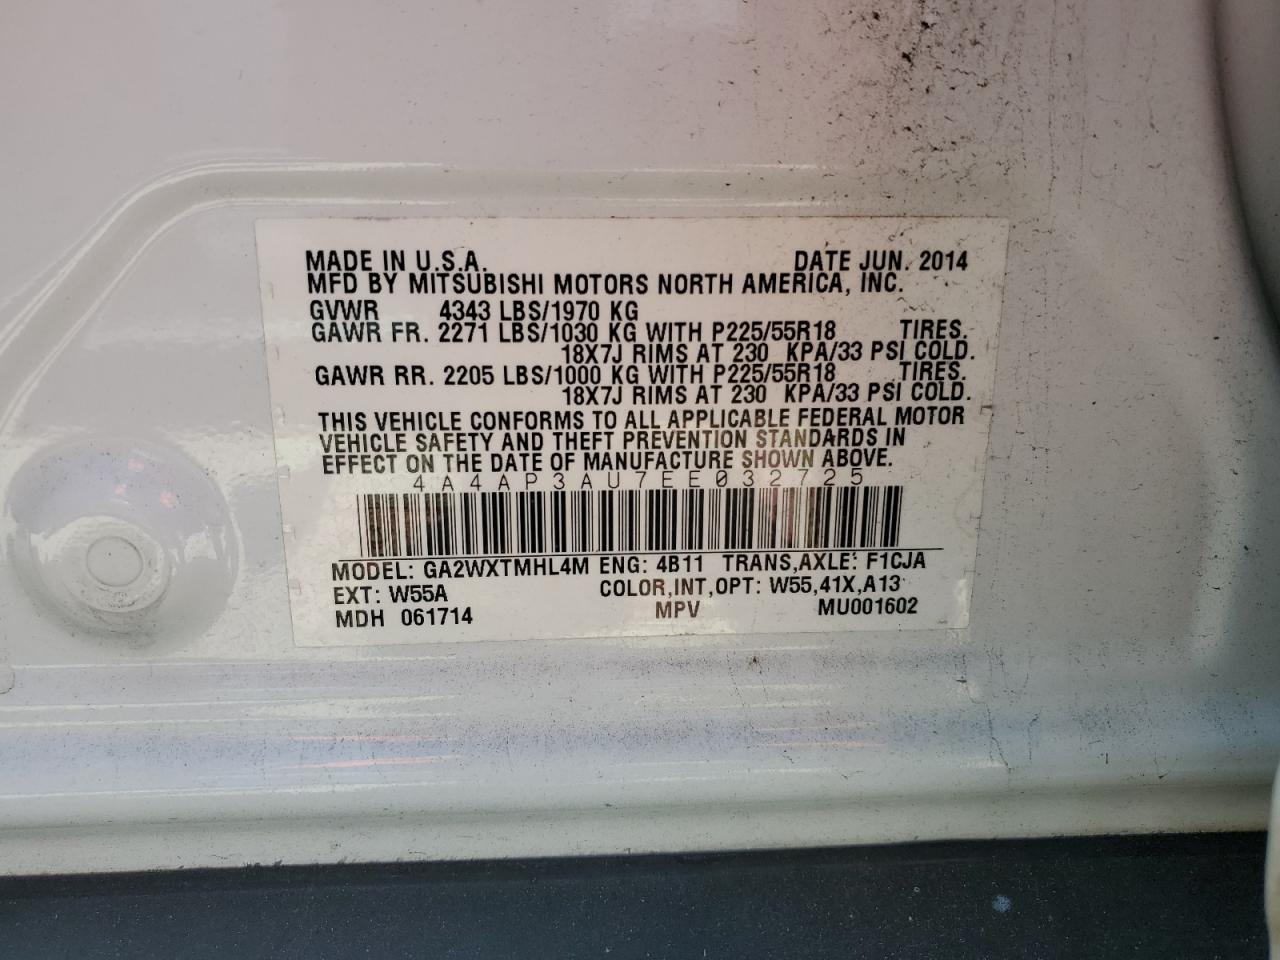 MADE IN U.S.A. DATE JUN. 2014
MFD BY MITSUBISHI MOTORS NORTH AMERICA, INC.
GVWR 4343 LBS/1970 KG
GAWR FR. 2271 LBS/1030 KG WITH P225/55R18 TIRES.
18X7J RIMS AT 230 KPA/33 PSI COLD.
GAWR RR. 2205 LBS/1000 KG WITH P225/55R18 TIRES.
18X7J RIMS AT 230 KPA/33 PSI COLD.
THIS VEHICLE CONFORMS TO ALL APPLICABLE FEDERAL MOTOR
VEHICLE SAFETY AND THEFT PREVENTION STANDARDS IN
EFFECT ON THE DATE OF MANUFACTURE SHOWN ABOVE.
4A4AP3AU7EE032725
MODEL: GA2WXTMHL4M ENG: 4B11 TRANS,AXLE: F1CJA
EXT: W55A COLOR,INT,OPT: W55,41X,A13
MDH 061714 MPV MU001602